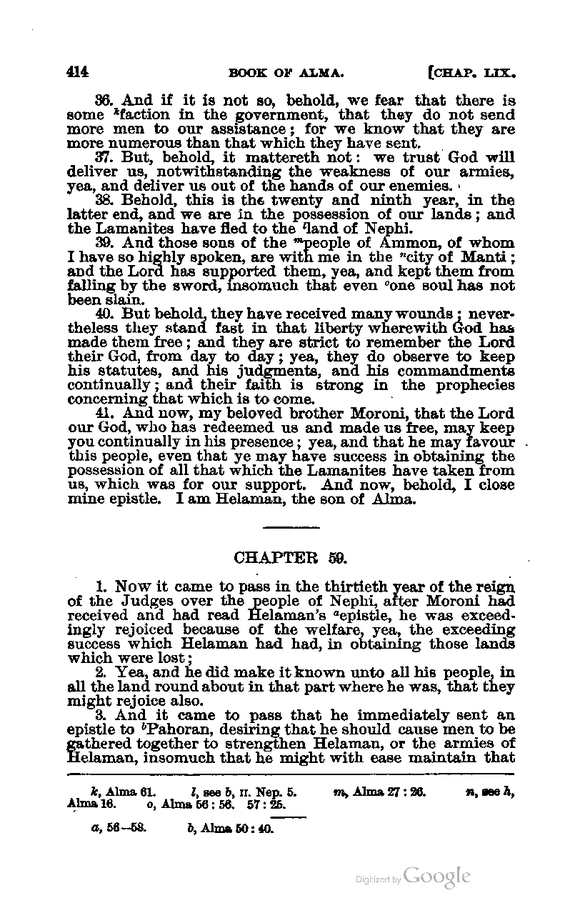 414 BOOK OF ALMA. [CHAP. LIX.
36. And if it is not so, behold, we fear that there is
some kfaction in the government, that they do not send
more men to our assistance; for we know that they are
more numerous than that which they have sent.
37. But, behold, it mattereth not: we trust God will
deliver us, notwithstanding the weakness of our armies,
yea, and deliver us out of the hands of our enemies.
38. Behold, this is the twenty and ninth year, in the
latter end, and we are in the possession of our lands; and
the Lamanites have fled to the lland of Nephi.
39. And those sons of the mpeople of Ammon, of whom
I have so highly spoken, are with me in the ncity of Manti;
and the Lord has supported them, yea, and kept them from
falling by the sword, insomuch that even oone soul has not
been slain.
40. But behold, they have received many wounds; never-
theless they stand fast in that liberty wherewith God has
made them free; and they are strict to remember the Lord
their God, from day to day; yea, they do observe to keep
his statutes, and his judgments, and his commandments
continually; and their faith is strong in the prophecies
concerning that which is to come.
41. And now, my beloved brother Moroni, that the Lord
our God, who has redeemed us and made us free, may keep
you continually in his presence; yea, and that he may favour
this people, even that ye may have success in obtaining the
possession of all that which the Lamanites have taken from
us, which was for our support. And now, behold, I close
mine epistle. I am Helaman, the son of Alma.
CHAPTER 59.
1. Now it came to pass in the thirtieth year of the reign
of the Judges over the people of Nephi, after Moroni had
received and had read Helaman's aepistle, he was exceed-
ingly rejoiced because of the welfare, yea, the exceeding
success which Helaman had had, in obtaining those lands
which were lost;
2. Yea, and he did make it known unto all his people, in
all the land round about in that part where he was, that they
might rejoice also.
3. And it came to pass that he immediately sent an
epistle to bPahoran, desiring that he should cause men to be
gathered together to strengthen Helaman, or the armies of
Helaman, insomuch that he might with ease maintain that
k, Alma 61. l, see b, II. Nep. 5. m, Alma 27:26. n, see h,
Alma 16. o, Alma 56:56. 57:25.
a, 56–58. b, Alma 50:40.
Digitized by Google